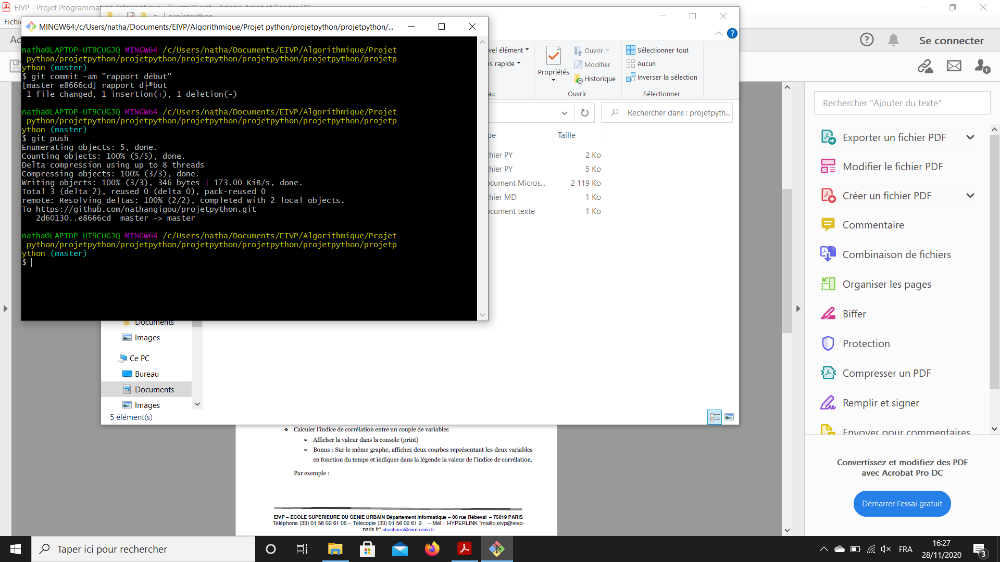 EIVP - Projet Programmation
Fichi
MINGW64:/c/Users/natha/Documents/EIVP/Algorithmique/Projet python/projetpython/projetpython/...
natha@LAPTOP-UT9CUGJQ MINGW64 /c/Users/natha/Documents/EIVP/Algorithmique/Projet
python/projetpython/projetpython/projetpython/projetpython/projetpython/projetp
ython (master)
$ git commit -am "rapport début"
[master e8666cd] rapport d├®but
1 file changed, 1 insertion(+), 1 deletion(-)
natha@LAPTOP-UT9CUGJQ MINGW64 /c/Users/natha/Documents/EIVP/Algorithmique/Projet
python/projetpython/projetpython/projetpython/projetpython/projetpython/projetp
ython (master)
$ git push
Enumerating objects: 5, done.
Counting objects: 100% (5/5), done.
Delta compression using up to 8 threads
Compressing objects: 100% (3/3), done.
Writing objects: 100% (3/3), 346 bytes | 173.00 KiB/s, done.
Total 3 (delta 2), reused 0 (delta 0), pack-reused 0
remote: Resolving deltas: 100% (2/2), completed with 2 local objects.
To https://github.com/nathangigou/projetpython.git
2d60130..e8666cd master -> master
natha@LAPTOP-UT9CUGJQ MINGW64 /c/Users/natha/Documents/EIVP/Algorithmique/Projet
python/projetpython/projetpython/projetpython/projetpython/projetpython/projetp
ython (master)
$
vel élément
s rapide
Propriétés
Ouvrir
Modifier
Historique
au
Ouvrir
Sélectionner tout
Aucun
Inverser la sélection
Sélectionner
Rechercher dans : projetpyth...
pe
Taille
hier PY
2 Ko
hier PY
5 Ko
ocument Micros...
2 119 Ko
hier MD
1 Ko
ocument texte
1 Ko
Documents
Images
Ce PC
Bureau
Documents
Images
5 élément(s)
❖ Calculer l'indice de corrélation entre un couple de variables
➢ Afficher la valeur dans la console (print)
➢ Bonus : Sur le même graphe, affichez deux courbes représentant les deux variables
en fonction du temps et indiquer dans la légende la valeur de l'indice de corrélation.
Par exemple :
EIVP – ECOLE SUPERIEURE DU GENIE URBAIN Département informatique – 80 rue Rébeval – 75019 PARIS
Téléphone (33) 01 56 02 61 06 – Télécopie (33) 01 56 02 61 2- – Mèl : HYPERLINK "mailto:eivp@eivp-
paris.fr" chachoua@eivp-paris.fr
Se connecter
Rechercher "Ajouter du texte"
Exporter un fichier PDF
Modifier le fichier PDF
Créer un fichier PDF
Commentaire
Combinaison de fichiers
Organiser les pages
Biffer
Protection
Compresser un PDF
Remplir et signer
Envoyer pour commentaires
Convertissez et modifiez des PDF
avec Acrobat Pro DC
Démarrer l'essai gratuit
Taper ici pour rechercher
FRA
16:27
28/11/2020
3